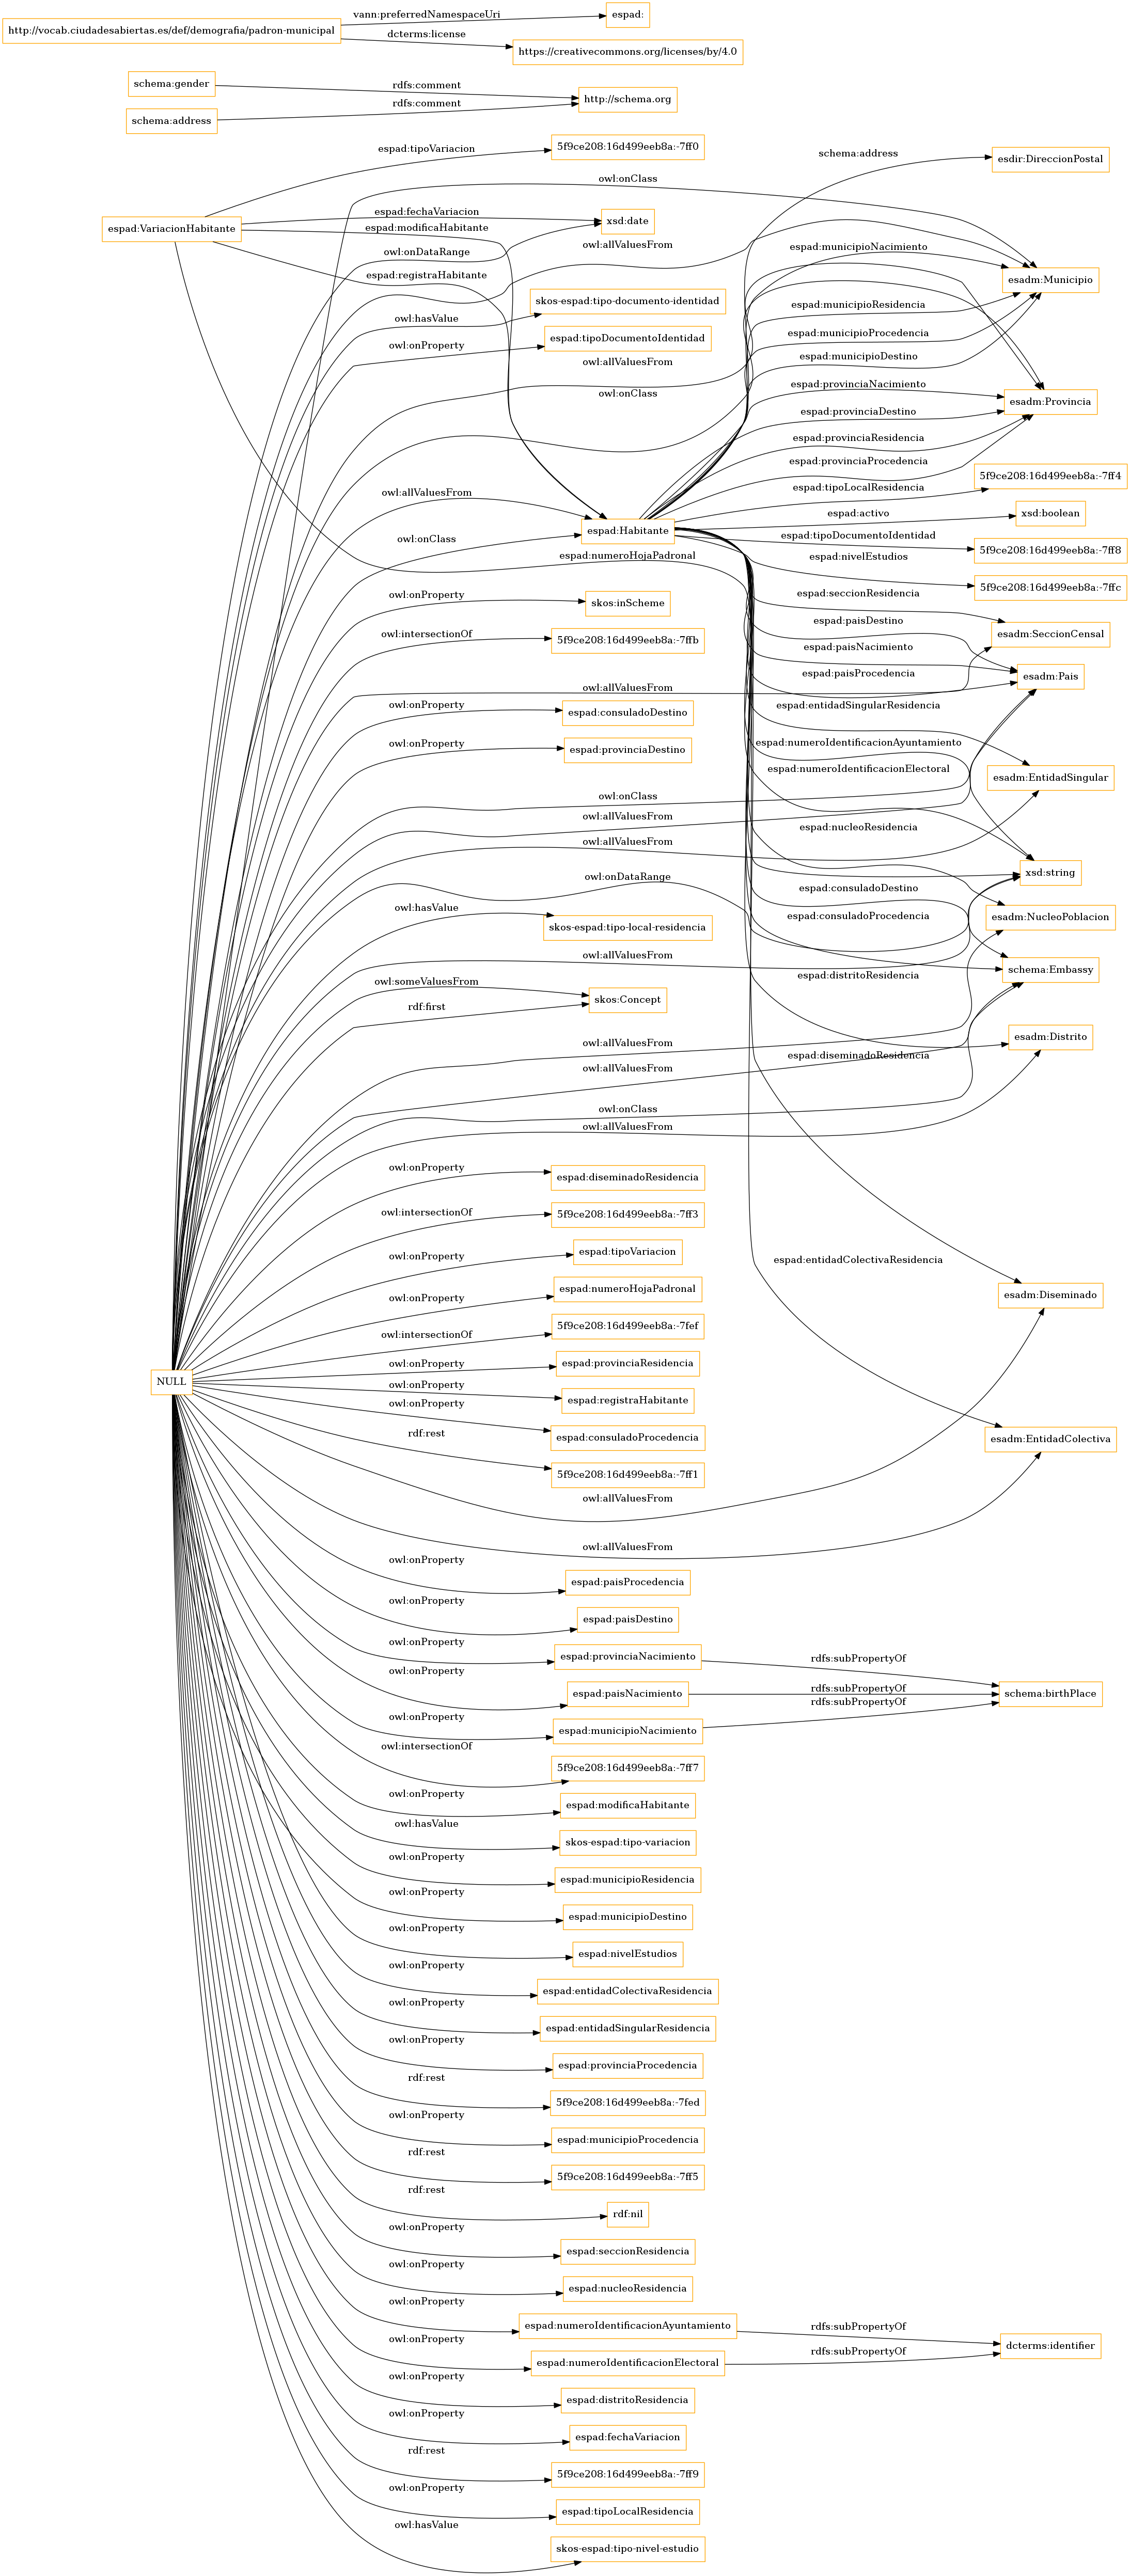 vann:preferredNamespaceUri
espad:
http://vocab.ciudadesabiertas.es/def/demografia/padron-municipal
dcterms:license
https://creativecommons.org/licenses/by/4.0
schema:gender
rdfs:comment
http://schema.org
rdfs:comment
schema:address
espad:tipoVariacion
5f9ce208:16d499eeb8a:-7ff0
schema:address
esdir:DireccionPostal
owl:onClass
espad:fechaVariacion
xsd:date
espad:VariacionHabitante
espad:modificaHabitante
owl:onDataRange
owl:allValuesFrom
espad:municipioNacimiento
espad:registraHabitante
esadm:Municipio
skos-espad:tipo-documento-identidad
espad:municipioResidencia
owl:hasValue
espad:municipioProcedencia
espad:tipoDocumentoIdentidad
owl:onProperty
espad:municipioDestino
owl:allValuesFrom
espad:provinciaNacimiento
owl:onClass
esadm:Provincia
espad:provinciaDestino
espad:provinciaResidencia
espad:provinciaProcedencia
5f9ce208:16d499eeb8a:-7ff4
espad:tipoLocalResidencia
owl:allValuesFrom
espad:activo
xsd:boolean
espad:Habitante
espad:tipoDocumentoIdentidad
owl:onClass
5f9ce208:16d499eeb8a:-7ff8
espad:numeroHojaPadronal
espad:nivelEstudios
5f9ce208:16d499eeb8a:-7ffc
espad:seccionResidencia
owl:onProperty
skos:inScheme
espad:paisDestino
esadm:SeccionCensal
owl:intersectionOf
5f9ce208:16d499eeb8a:-7ffb
espad:paisNacimiento
espad:paisProcedencia
esadm:Pais
owl:allValuesFrom
owl:onProperty
espad:consuladoDestino
espad:entidadSingularResidencia
owl:onProperty
espad:provinciaDestino
espad:numeroIdentificacionAyuntamiento
espad:numeroIdentificacionElectoral
esadm:EntidadSingular
owl:onClass
owl:allValuesFrom
espad:nucleoResidencia
owl:allValuesFrom
xsd:string
owl:onDataRange
espad:consuladoDestino
owl:hasValue
skos-espad:tipo-local-residencia
espad:consuladoProcedencia
esadm:NucleoPoblacion
owl:allValuesFrom
schema:Embassy
espad:distritoResidencia
owl:someValuesFrom
skos:Concept
rdf:first
esadm:Distrito
owl:allValuesFrom
espad:diseminadoResidencia
owl:allValuesFrom
owl:onClass
owl:allValuesFrom
owl:onProperty
espad:diseminadoResidencia
owl:intersectionOf
5f9ce208:16d499eeb8a:-7ff3
owl:onProperty
espad:tipoVariacion
espad:entidadColectivaResidencia
owl:onProperty
espad:numeroHojaPadronal
esadm:Diseminado
owl:intersectionOf
5f9ce208:16d499eeb8a:-7fef
owl:onProperty
espad:provinciaResidencia
NULL
owl:onProperty
espad:registraHabitante
owl:onProperty
espad:consuladoProcedencia
esadm:EntidadColectiva
rdf:rest
5f9ce208:16d499eeb8a:-7ff1
owl:allValuesFrom
owl:allValuesFrom
owl:onProperty
espad:paisProcedencia
owl:onProperty
espad:paisDestino
owl:onProperty
espad:provinciaNacimiento
rdfs:subPropertyOf
owl:onProperty
espad:paisNacimiento
rdfs:subPropertyOf
schema:birthPlace
rdfs:subPropertyOf
owl:onProperty
espad:municipioNacimiento
owl:intersectionOf
5f9ce208:16d499eeb8a:-7ff7
owl:onProperty
espad:modificaHabitante
owl:hasValue
skos-espad:tipo-variacion
owl:onProperty
espad:municipioResidencia
owl:onProperty
espad:municipioDestino
owl:onProperty
espad:nivelEstudios
owl:onProperty
espad:entidadColectivaResidencia
owl:onProperty
espad:entidadSingularResidencia
owl:onProperty
espad:provinciaProcedencia
rdf:rest
5f9ce208:16d499eeb8a:-7fed
owl:onProperty
espad:municipioProcedencia
rdf:rest
5f9ce208:16d499eeb8a:-7ff5
rdf:rest
rdf:nil
owl:onProperty
espad:seccionResidencia
owl:onProperty
espad:nucleoResidencia
owl:onProperty
espad:numeroIdentificacionAyuntamiento
rdfs:subPropertyOf
dcterms:identifier
owl:onProperty
espad:numeroIdentificacionElectoral
rdfs:subPropertyOf
owl:onProperty
espad:distritoResidencia
owl:onProperty
espad:fechaVariacion
rdf:rest
5f9ce208:16d499eeb8a:-7ff9
owl:onProperty
espad:tipoLocalResidencia
owl:hasValue
skos-espad:tipo-nivel-estudio